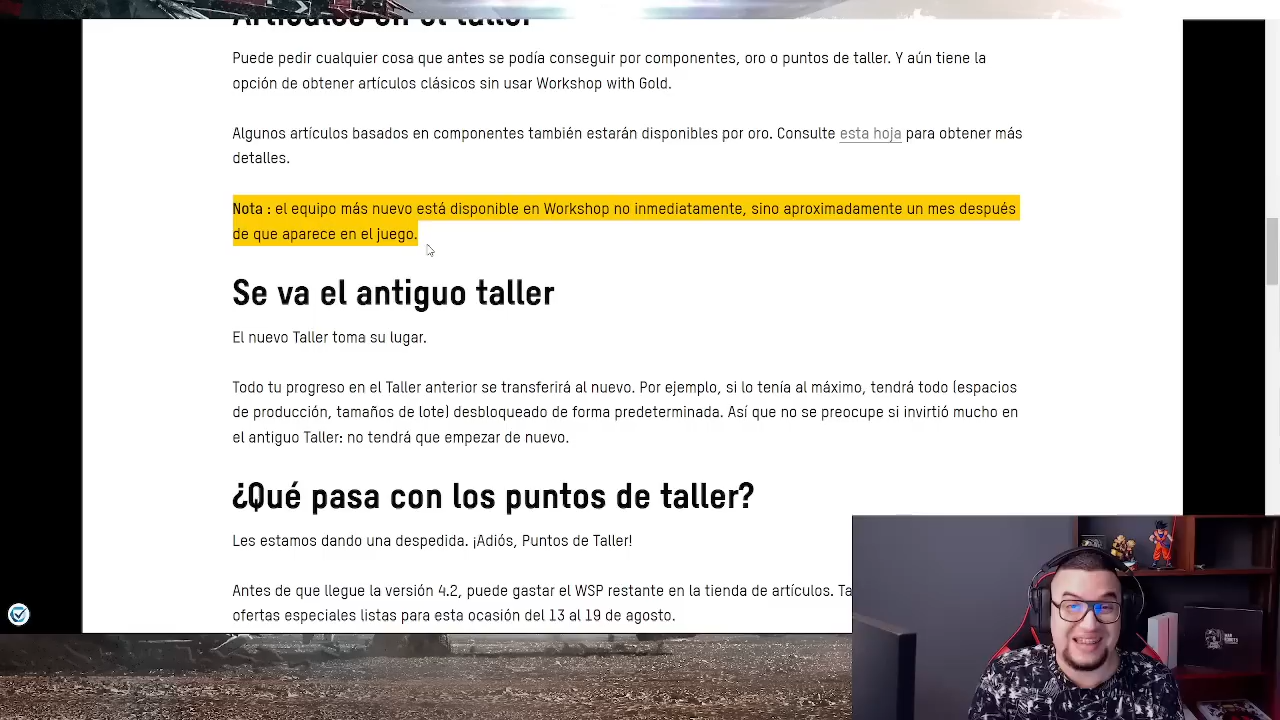 Artículos en el taller
Puede pedir cualquier cosa que antes se podía conseguir por componentes, oro o puntos de taller. Y aún tiene la
opción de obtener artículos clásicos sin usar Workshop with Gold.
Algunos artículos basados en componentes también estarán disponibles por oro. Consulte esta hoja para obtener más
detalles.
Nota : el equipo más nuevo está disponible en Workshop no inmediatamente, sino aproximadamente un mes después
de que aparece en el juego.
Se va el antiguo taller
El nuevo Taller toma su lugar.
Todo tu progreso en el Taller anterior se transferirá al nuevo. Por ejemplo, si lo tenía al máximo, tendrá todo (espacios
de producción, tamaños de lote) desbloqueado de forma predeterminada. Así que no se preocupe si invirtió mucho en
el antiguo Taller: no tendrá que empezar de nuevo.
¿Qué pasa con los puntos de taller?
Les estamos dando una despedida. ¡Adiós, Puntos de Taller!
Antes de que llegue la versión 4.2, puede gastar el WSP restante en la tienda de artículos. Ta
ofertas especiales listas para esta ocasión del 13 al 19 de agosto.